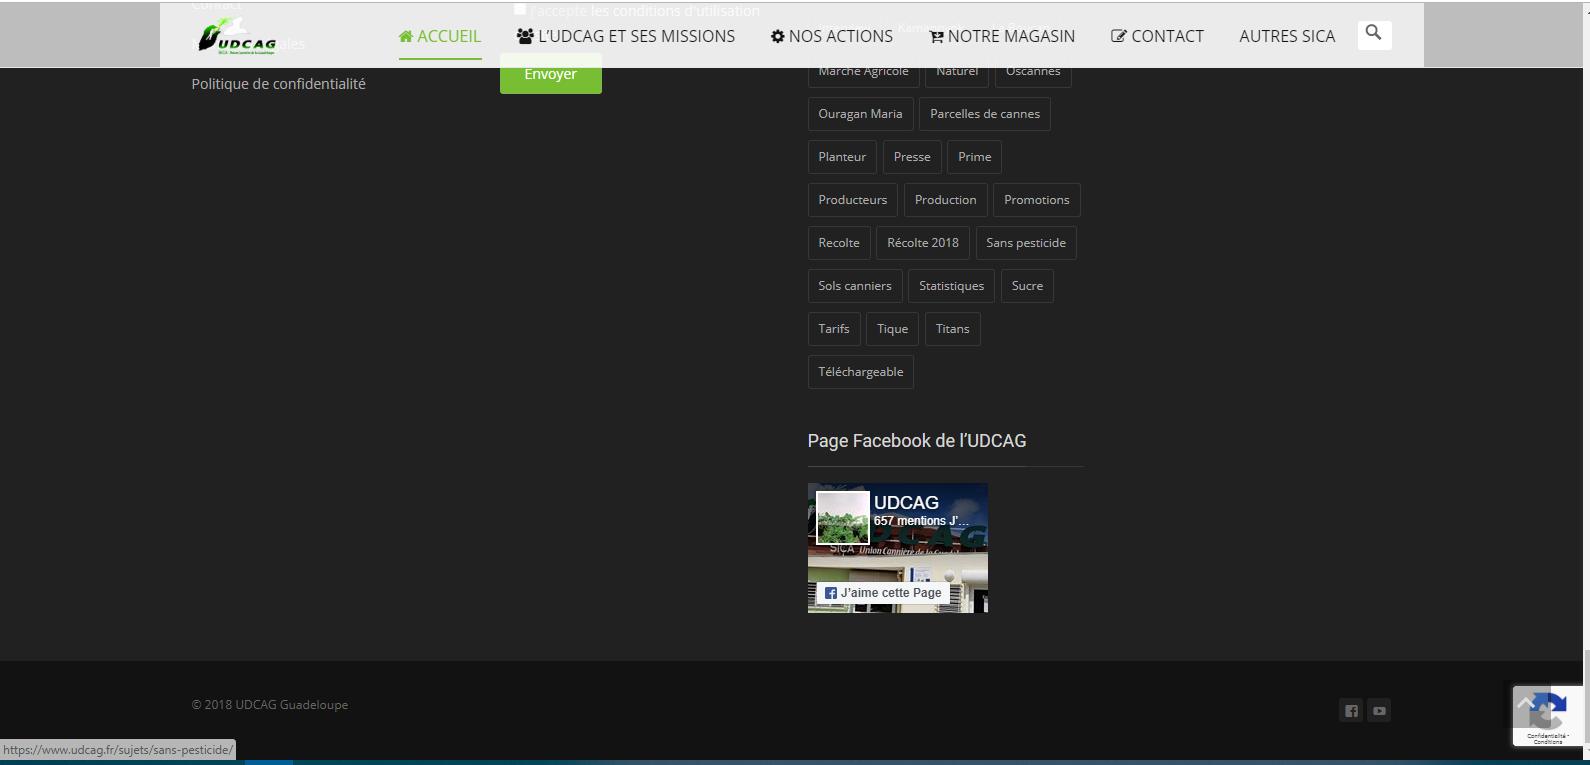 Contact
J'accepte les conditions d'utilisation
UDCAG
ACCUEIL
L'UDCAG ET SES MISSIONS
NOS ACTIONS
NOTRE MAGASIN
CONTACT
AUTRES SICA
Envoyer
Politique de confidentialité
Marché Agricole Naturel Oscannes
Ouragan Maria Parcelles de cannes
Planteur Presse Prime
Producteurs Production Promotions
Recolte Récolte 2018 Sans pesticide
Sols canniers Statistiques Sucre
Tarifs Tique Titans
Téléchargeable
Page Facebook de l'UDCAG
UDCAG
657 mentions J'...
UDCAG
SICA Union Cannière de la Guadel
J'aime cette Page
© 2018 UDCAG Guadeloupe
Confidentialité -
Conditions
https://www.udcag.fr/sujets/sans-pesticide/